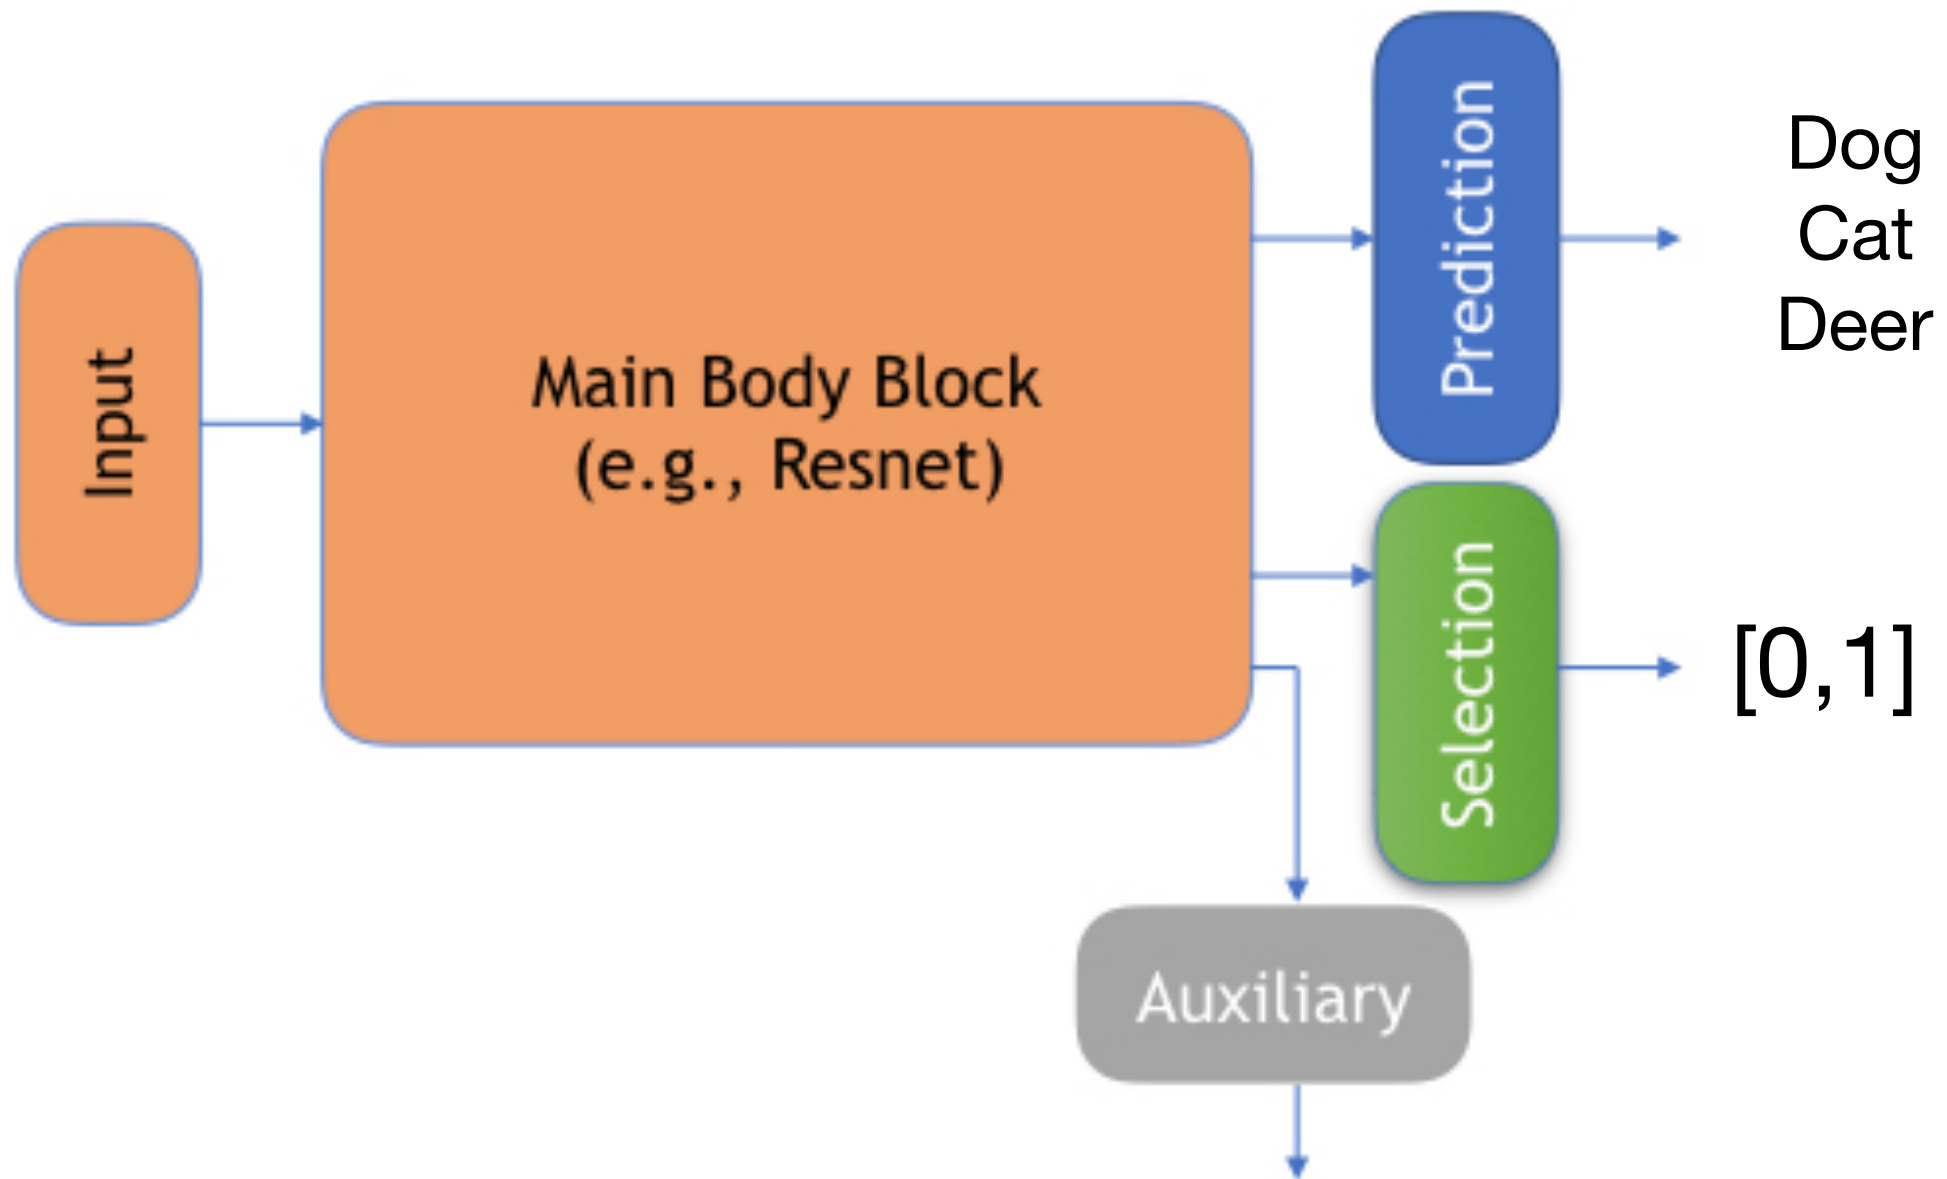 Input
Main Body Block
(e.g., Resnet)
Prediction
Dog
Cat
Deer
Selection
[0,1]
Auxiliary